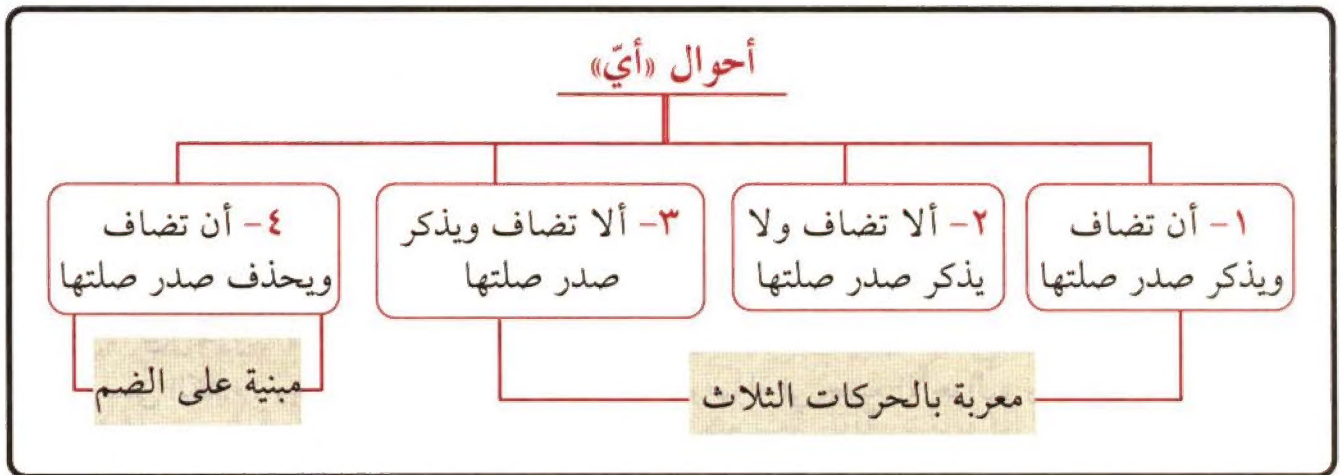 أحوال «أيّ»
١- أن تضاف
ويذكر صدر صلتها
٢- ألا تضاف ولا
يذكر صدر صلتها
٣- ألا تضاف ويذكر
صدر صلتها
٤- أن تضاف
ويحذف صدر صلتها
معربة بالحركات الثلاث
مبنية على الضم